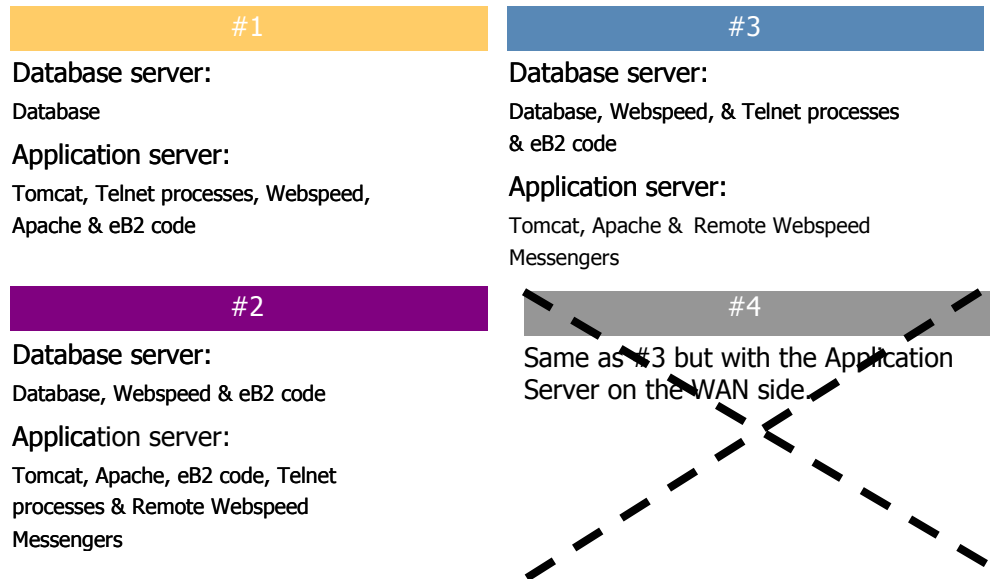 #1
Database server:
Database
Application server:
Tomcat, Telnet processes, Webspeed,
Apache & eB2 code
#2
Database server:
Database, Webspeed & eB2 code
Application server:
Tomcat, Apache, eB2 code, Telnet
processes & Remote Webspeed
Messengers
#3
Database server:
Database, Webspeed, & Telnet processes
& eB2 code
Application server:
Tomcat, Apache & Remote Webspeed
Messengers
#4
Same as #3 but with the Application
Server on the WAN side.